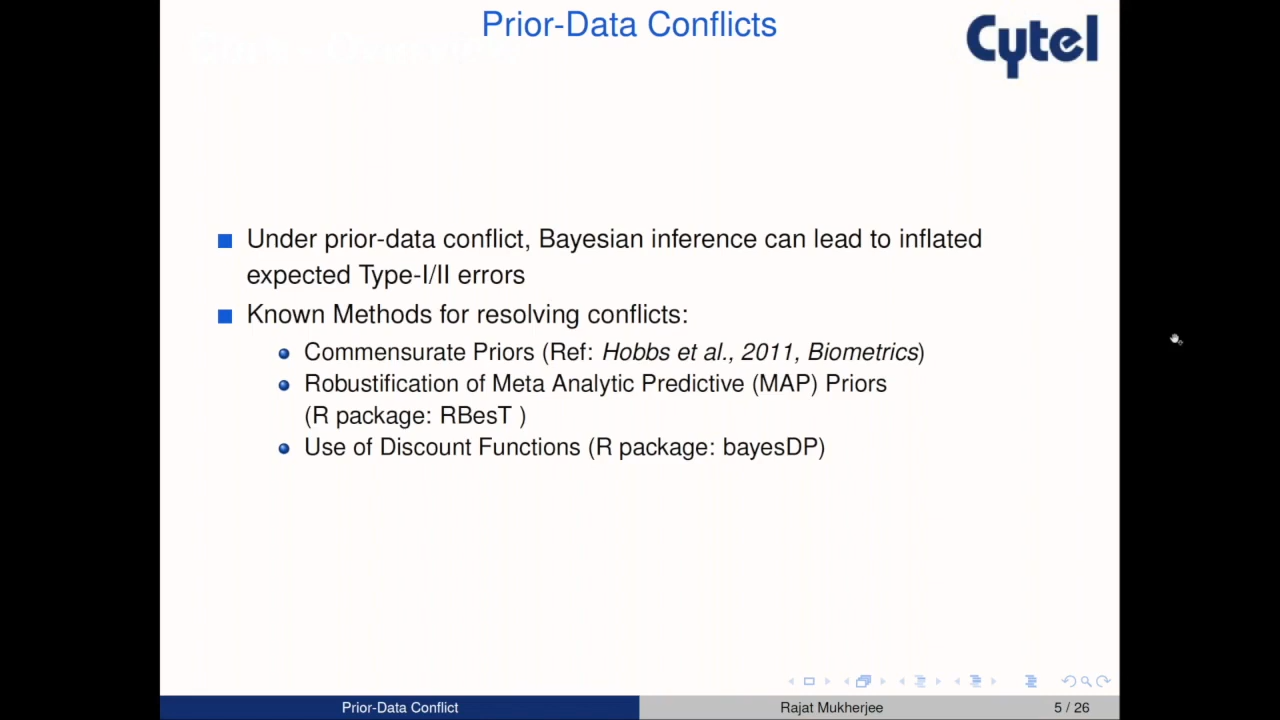 Prior-Data Conflicts
Cytel
Under prior-data conflict, Bayesian inference can lead to inflated
expected Type-I/II errors
Known Methods for resolving conflicts:
Commensurate Priors (Ref: Hobbs et al., 2011, Biometrics)
Robustification of Meta Analytic Predictive (MAP) Priors
(R package: RBesT )
Use of Discount Functions (R package: bayesDP)
Prior-Data Conflict
Rajat Mukherjee
5 / 26